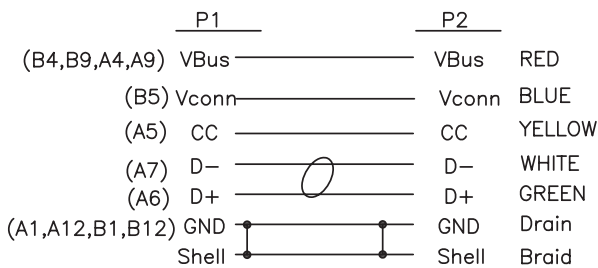 P1 P2
(B4,B9,A4,A9) VBus VBus RED
(B5) Vconn Vconn BLUE
(A5) CC CC YELLOW
(A7) D− D− WHITE
(A6) D+ D+ GREEN
(A1,A12,B1,B12) GND GND Drain
Shell Shell Braid